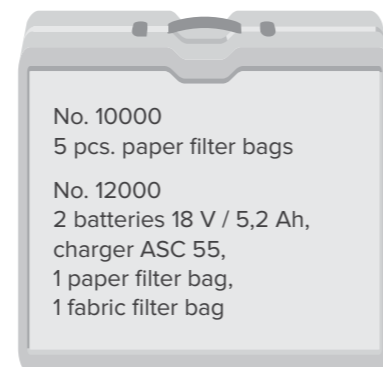 No. 10000
5 pcs. paper filter bags
No. 12000
2 batteries 18 V / 5,2 Ah,
charger ASC 55,
1 paper filter bag,
1 fabric filter bag